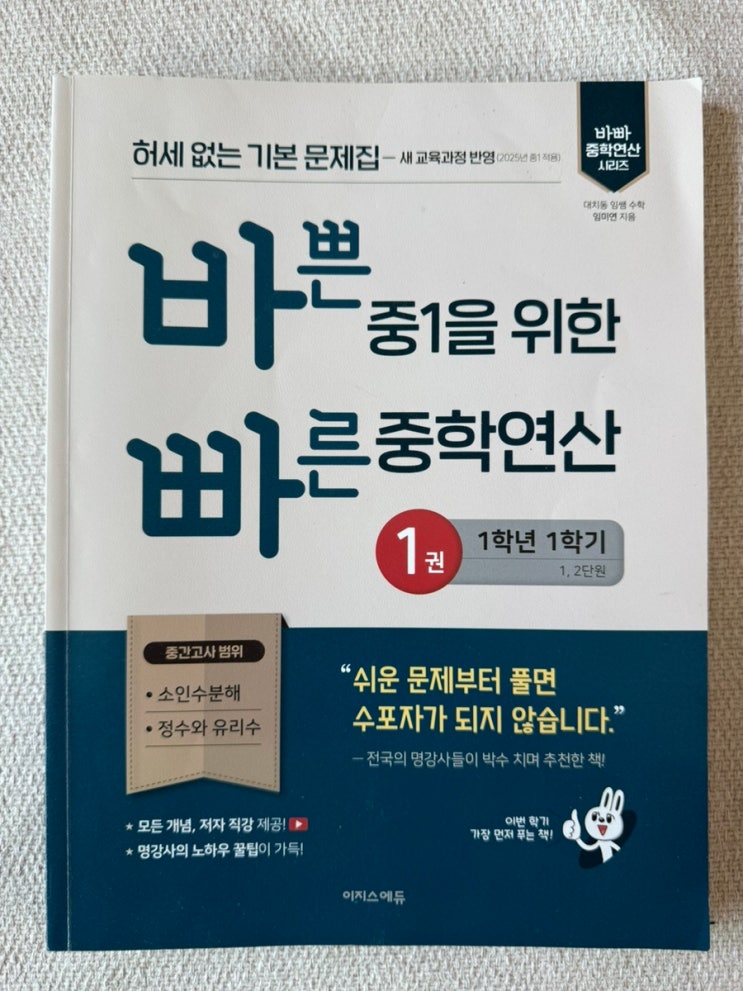 허세 없는 기본 문제집 — 새 교육과정 반영 (2025년 중1 적용)
바빠
중학연산
시리즈
대치동 임쌤 수학
임미연 지음
바쁜 중1을 위한
빠른 중학연산
1권 1학년 1학기
1, 2단원
중간고사 범위
• 소인수분해
• 정수와 유리수
“쉬운 문제부터 풀면
수포자가 되지 않습니다.”
— 전국의 명강사들이 박수 치며 추천한 책!
★ 모든 개념, 저자 직강 제공!
★ 명강사의 노하우 꿀팁이 가득!
이번 학기
가장 먼저 푸는 책!
이지스에듀